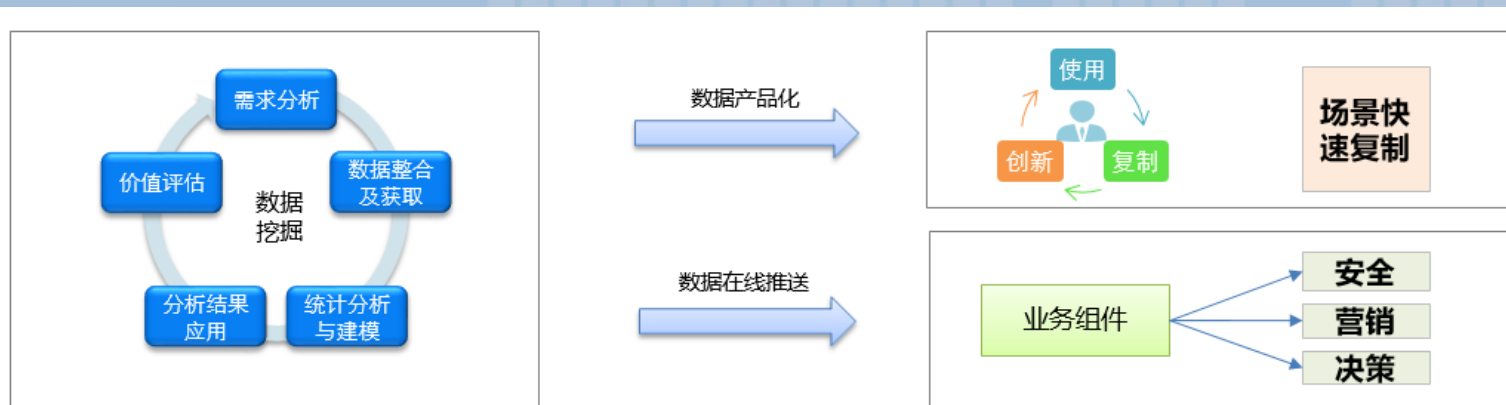 需求分析
数据整合
及获取
统计分析
与建模
分析结果
应用
价值评估
数据
挖掘
数据产品化
数据在线推送
使用
复制
创新
场景快
速复制
业务组件
安全
营销
决策